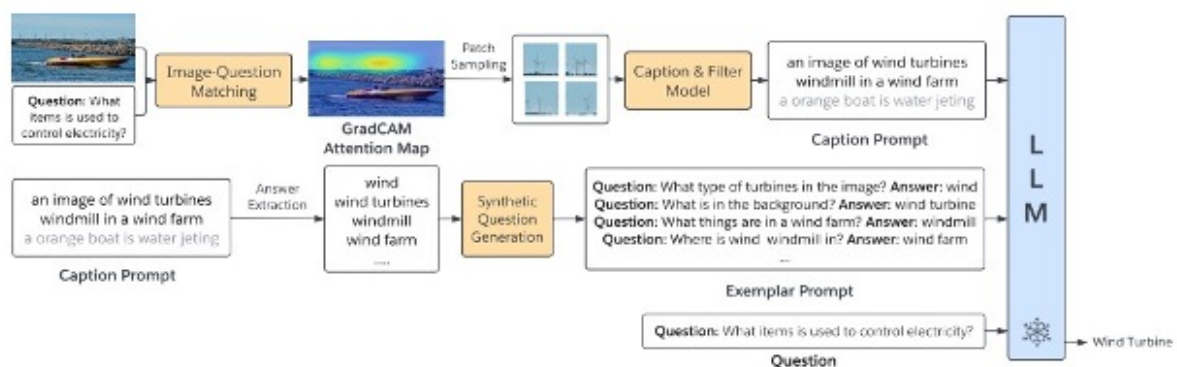 Question: What
items is used to
control electricity?
Image-Question
Matching
GradCAM
Attention Map
Patch
Sampling
Caption & Filter
Model
an image of wind turbines
windmill in a wind farm
a orange boat is water jeting
Caption Prompt
an image of wind turbines
windmill in a wind farm
a orange boat is water jeting
Caption Prompt
Answer
Extraction
wind
wind turbines
windmill
wind farm
.....
Synthetic
Question
Generation
Question: What type of turbines in the image? Answer: wind
Question: What is in the background? Answer: wind turbine
Question: What things are in a wind farm? Answer: windmill
Question: Where is wind windmill in? Answer: wind farm
...
Exemplar Prompt
Question: What items is used to control electricity?
Question
L
L
M
Wind Turbine